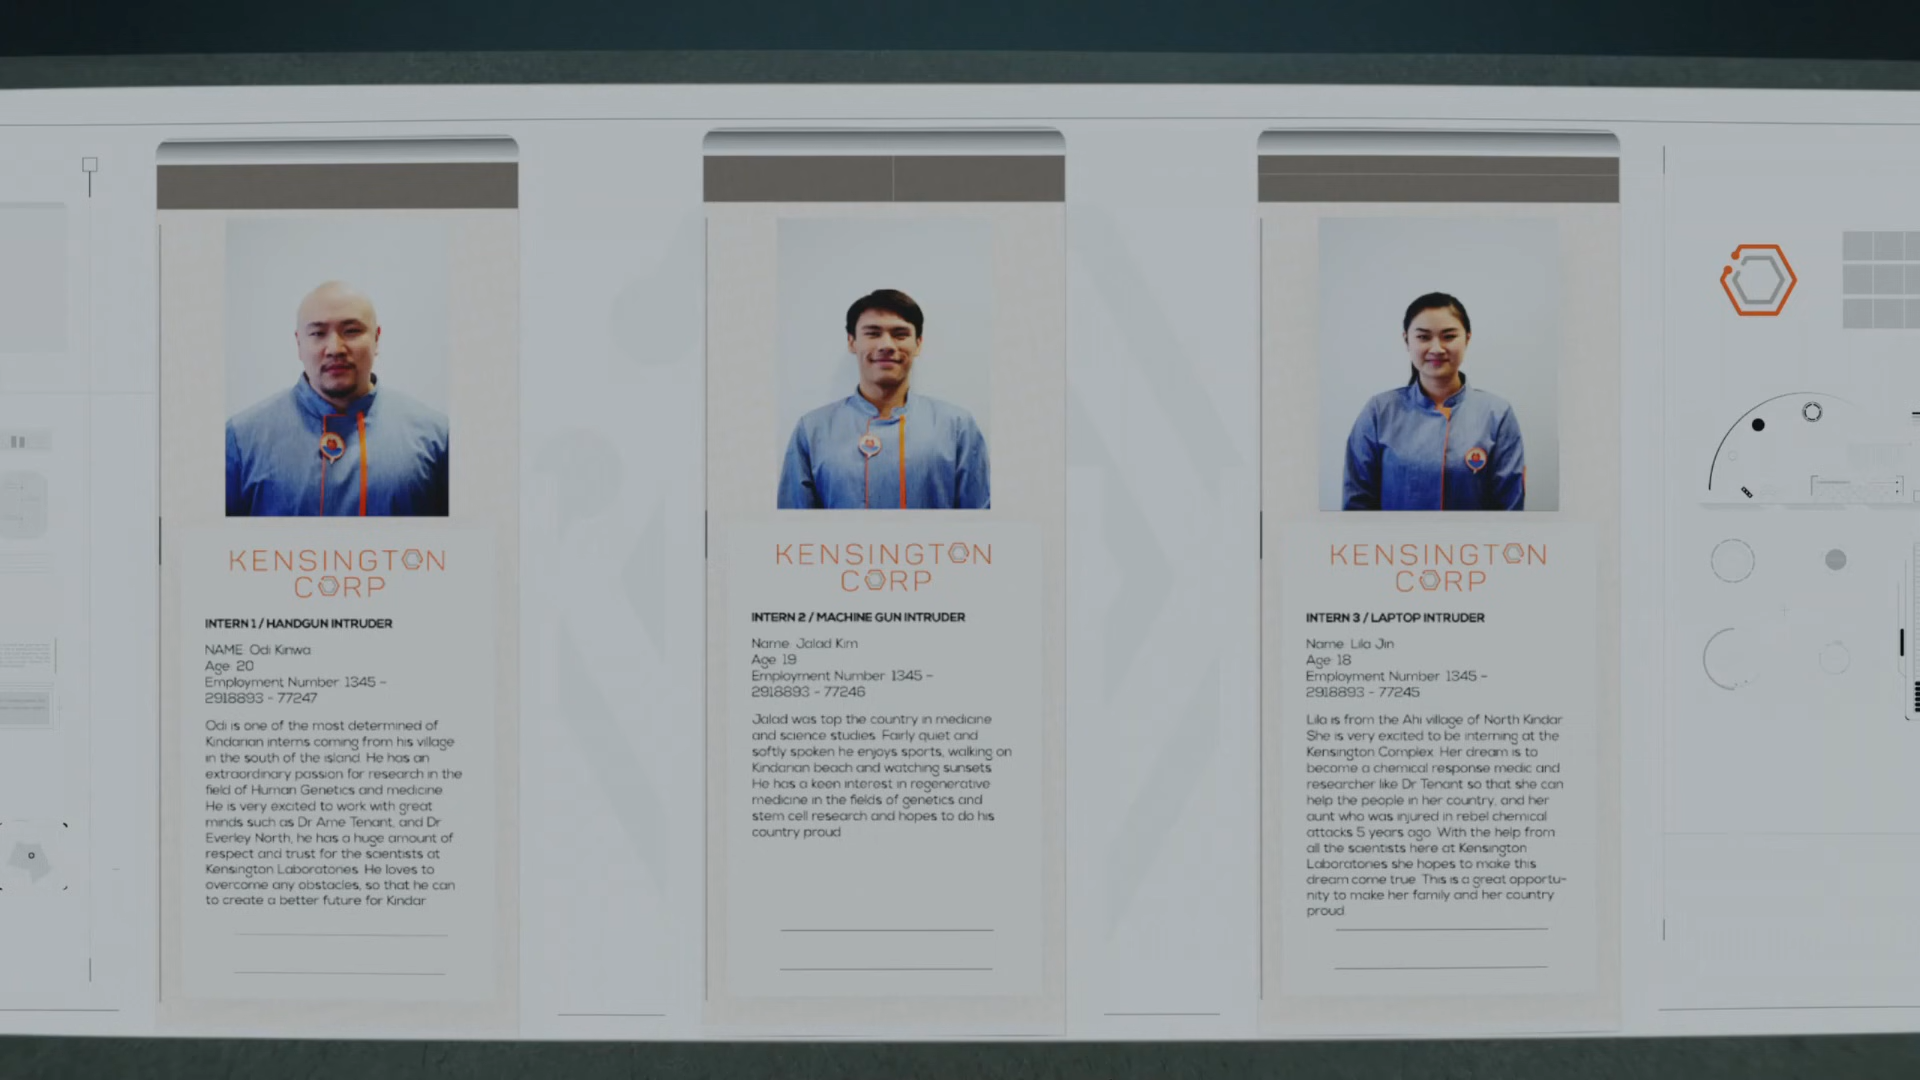 KENSINGTON
CORP
INTERN 1 / HANDGUN INTRUDER
NAME Odi Kinwa
Age 20
Employment Number 1345 –
2918893 - 77247
Odi is one of the most determined of
Kindarian interns coming from his village
in the south of the island. He has an
extraordinary passion for research in the
field of Human Genetics and medicine
He is very excited to work with great
minds such as Dr Ame Tenant, and Dr
Everley North, he has a huge amount of
respect and trust for the scientists at
Kensington Laboratories. He loves to
overcome any obstacles, so that he can
to create a better future for Kindar
KENSINGTON
CORP
INTERN 2 / MACHINE GUN INTRUDER
Name Jalad Kim
Age 19
Employment Number 1345 –
2918893 - 77246
Jalad was top the country in medicine
and science studies. Fairly quiet and
softly spoken he enjoys sports, walking on
Kindarian beach and watching sunsets
He has a keen interest in regenerative
medicine in the fields of genetics and
stem cell research and hopes to do his
country proud
KENSINGTON
CORP
INTERN 3 / LAPTOP INTRUDER
Name Lila Jin
Age 18
Employment Number 1345 –
2918893 - 77245
Lila is from the Ahi village of North Kindar
She is very excited to be interning at the
Kensington Complex. Her dream is to
become a chemical response medic and
researcher like Dr Tenant so that she can
help the people in her country, and her
aunt who was injured in rebel chemical
attacks 5 years ago. With the help from
all the scientists here at Kensington
Laboratories she hopes to make this
dream come true. This is a great opportu-
nity to make her family and her country
proud.